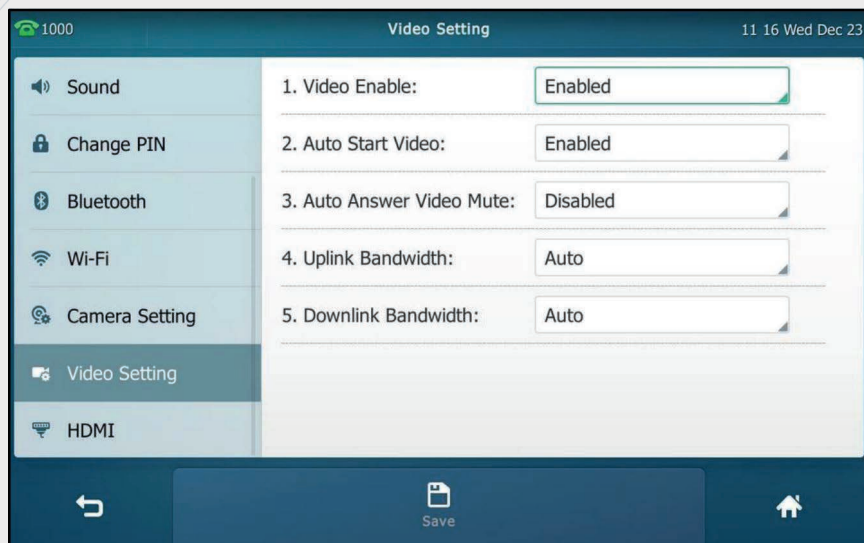 1000 Video Setting 11 16 Wed Dec 23
Sound
Change PIN
Bluetooth
Wi-Fi
Camera Setting
Video Setting
HDMI
1. Video Enable: Enabled
2. Auto Start Video: Enabled
3. Auto Answer Video Mute: Disabled
4. Uplink Bandwidth: Auto
5. Downlink Bandwidth: Auto
Save